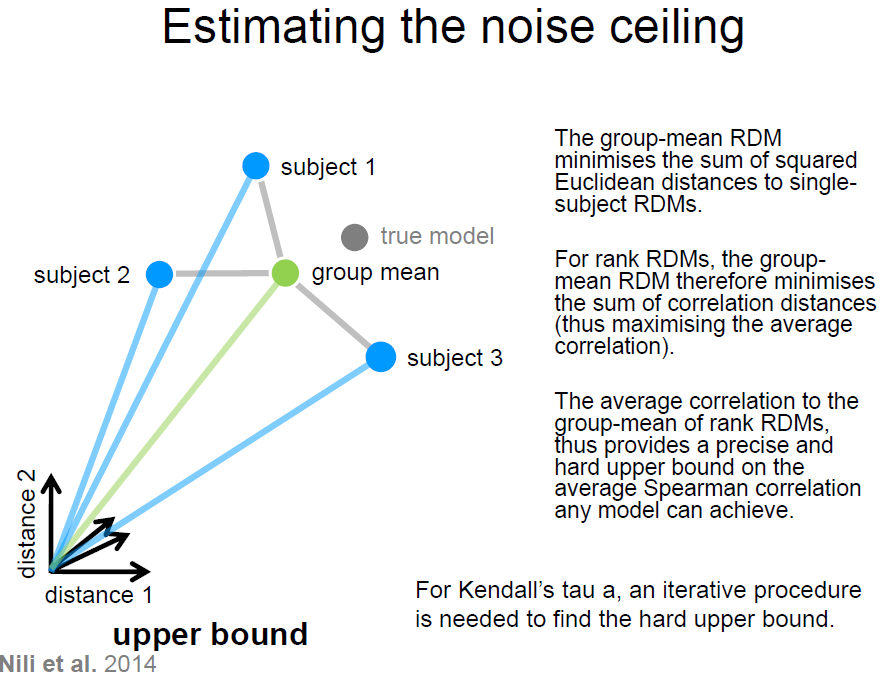 Estimating the noise ceiling
subject 1
true model
subject 2
group mean
subject 3
distance 2
distance 1
upper bound
Nili et al. 2014
The group-mean RDM
minimises the sum of squared
Euclidean distances to single-
subject RDMs.
For rank RDMs, the group-
mean RDM therefore minimises
the sum of correlation distances
(thus maximising the average
correlation).
The average correlation to the
group-mean of rank RDMs,
thus provides a precise and
hard upper bound on the
average Spearman correlation
any model can achieve.
For Kendall's tau a, an iterative procedure
is needed to find the hard upper bound.